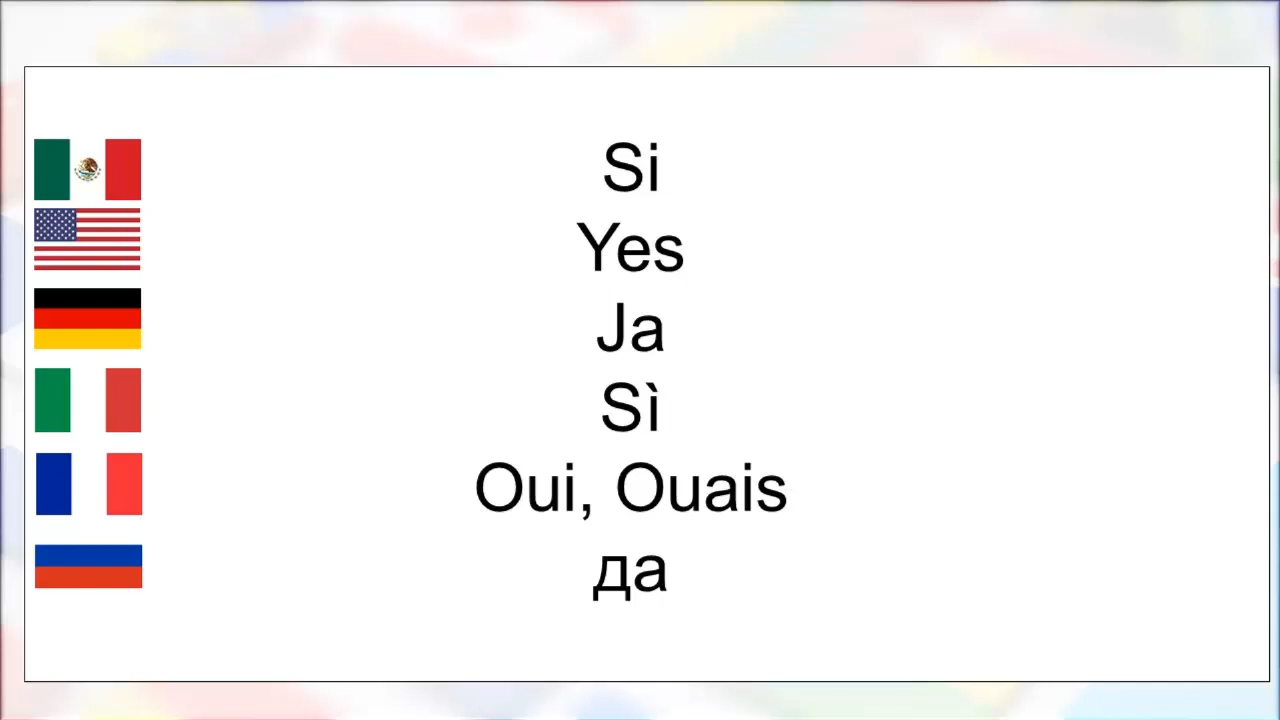 Si
Yes
Ja
Sì
Oui, Ouais
да